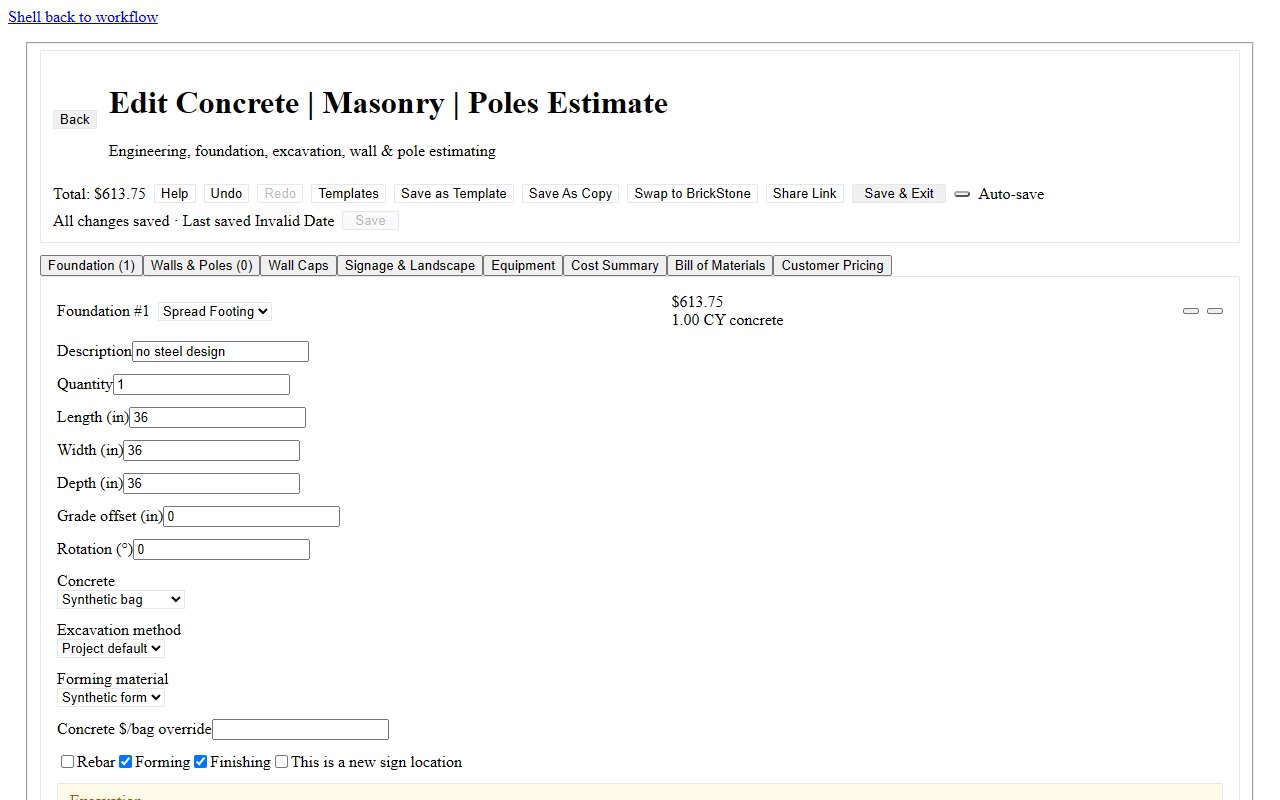 Shell back to workflow
Back
Edit Concrete | Masonry | Poles Estimate
Engineering, foundation, excavation, wall & pole estimating
Total: $613.75 Help Undo Redo Templates Save as Template Save As Copy Swap to BrickStone Share Link Save & Exit Auto-save
All changes saved · Last saved Invalid Date Save
Foundation (1) Walls & Poles (0) Wall Caps Signage & Landscape Equipment Cost Summary Bill of Materials Customer Pricing
Foundation #1 Spread Footing
$613.75
1.00 CY concrete
Description no steel design
Quantity 1
Length (in) 36
Width (in) 36
Depth (in) 36
Grade offset (in) 0
Rotation (°) 0
Concrete
Synthetic bag
Excavation method
Project default
Forming material
Synthetic form
Concrete $/bag override
Rebar Forming Finishing This is a new sign location
Excavation